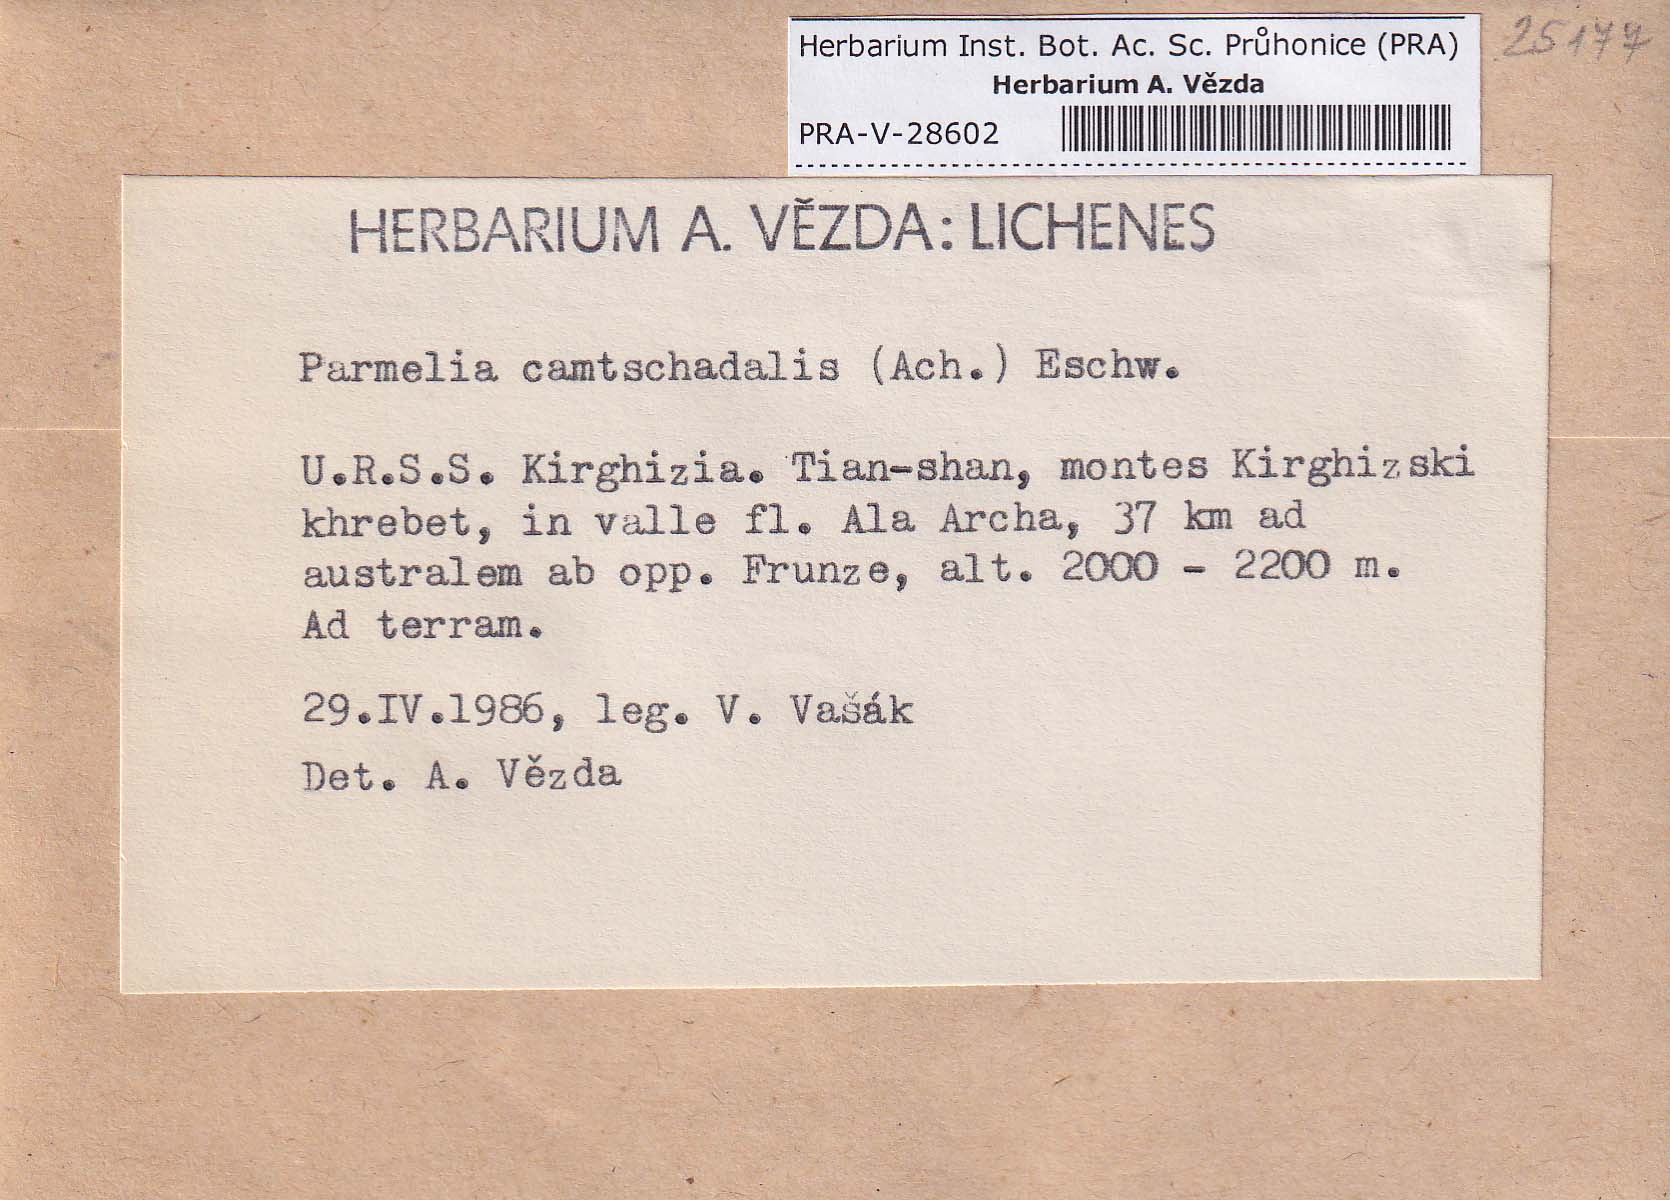 Herbarium Inst. Bot. Ac. Sc. Průhonice (PRA)
Herbarium A. Vězda
PRA-V-28602
25177
HERBARIUM A. VĚZDA: LICHENES
Parmelia camtschadalis (Ach.) Eschw.
U.R.S.S. Kirghizia. Tian-shan, montes Kirghizski
khrebet, in valle fl. Ala Archa, 37 km ad
australem ab opp. Frunze, alt. 2000 - 2200 m.
Ad terram.
29.IV.1986, leg. V. Vašák
Det. A. Vězda